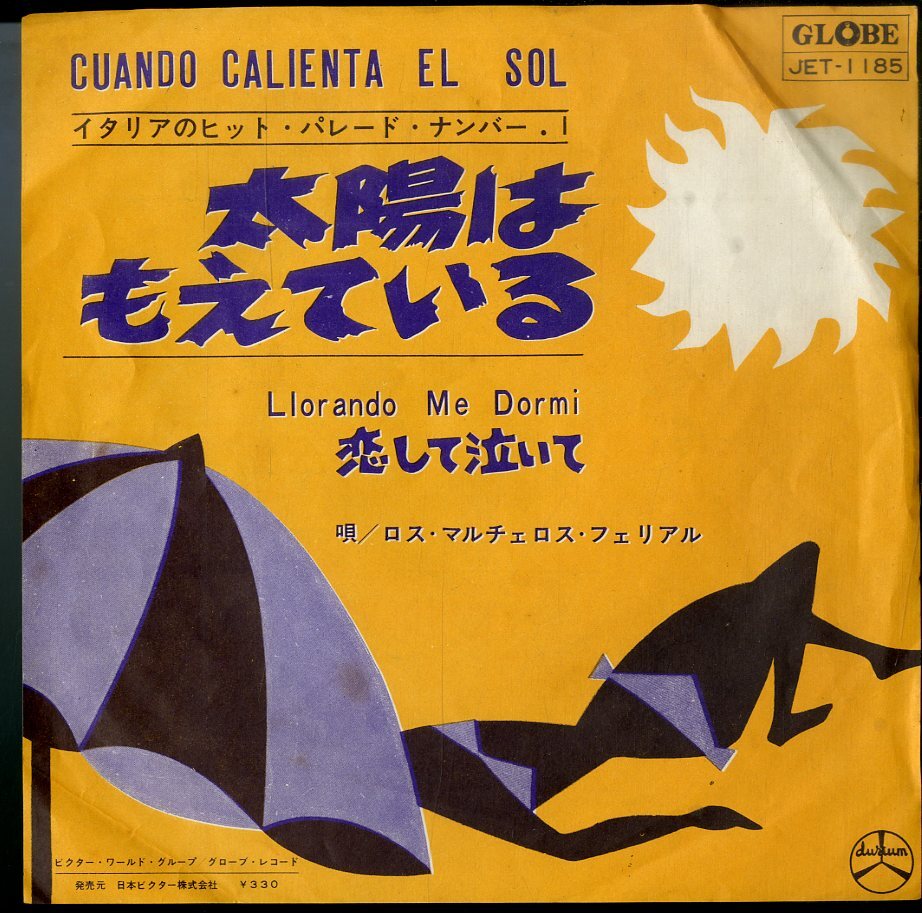 GLOBE
JET-1185
CUANDO CALIENTA EL SOL
イタリアのヒット・パレード・ナンバー.1
太陽は
もえている
Llorando Me Dormi
恋して泣いて
唄/ロス・マルチェロス・フェリアル
ビクター・ワールド・グループ/グローブ・レコード
発売元 日本ビクター株式会社 ¥330
durium